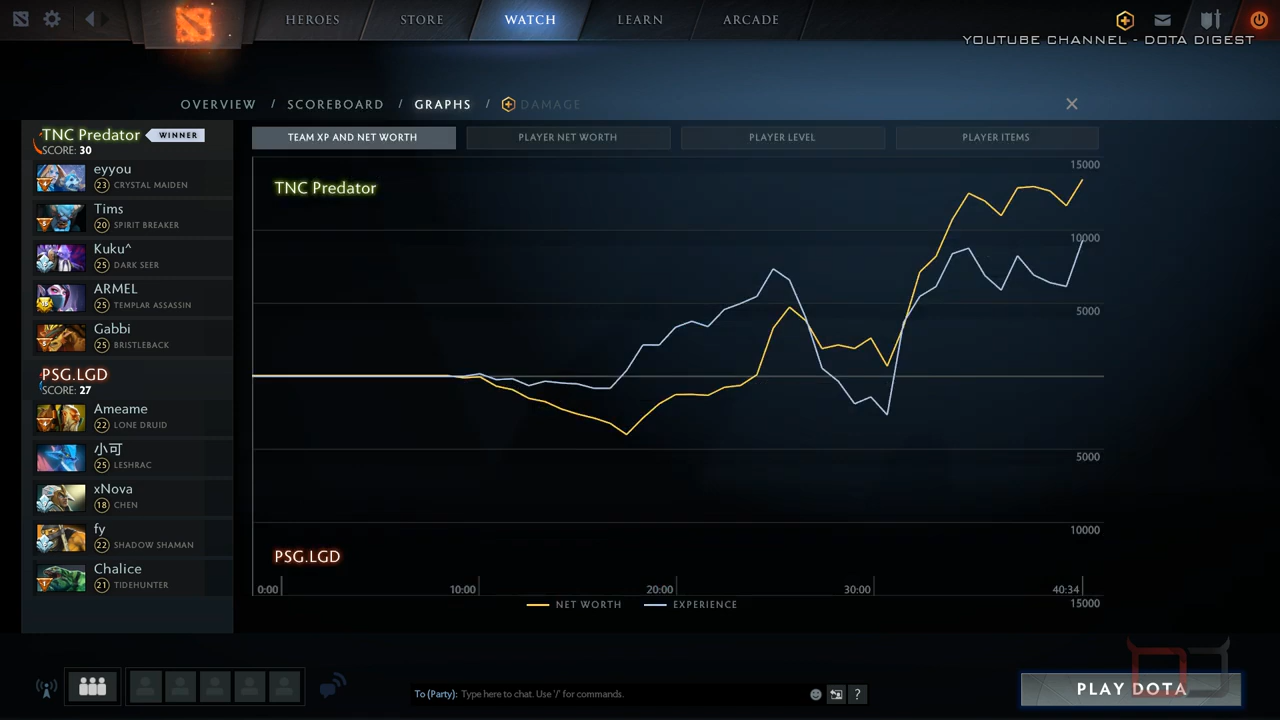 HEROES
STORE
WATCH
LEARN
ARCADE
YOUTUBE CHANNEL - DOTA DIGEST
OVERVIEW / SCOREBOARD / GRAPHS / DAMAGE
TNC Predator WINNER
SCORE: 30
eyyou
23 CRYSTAL MAIDEN
Tims
20 SPIRIT BREAKER
Kuku^
25 DARK SEER
ARMEL
25 TEMPLAR ASSASSIN
Gabbi
25 BRISTLEBACK
PSG.LGD
SCORE: 27
Ameame
22 LONE DRUID
小可
25 LESHRAC
xNova
18 CHEN
fy
22 SHADOW SHAMAN
Chalice
21 TIDEHUNTER
TEAM XP AND NET WORTH
PLAYER NET WORTH
PLAYER LEVEL
PLAYER ITEMS
TNC Predator
15000
10000
5000
5000
10000
PSG.LGD
0:00 10:00 20:00 30:00 40:34
15000
NET WORTH EXPERIENCE
To (Party): Type here to chat. Use '/' for commands.
?
PLAY DOTA